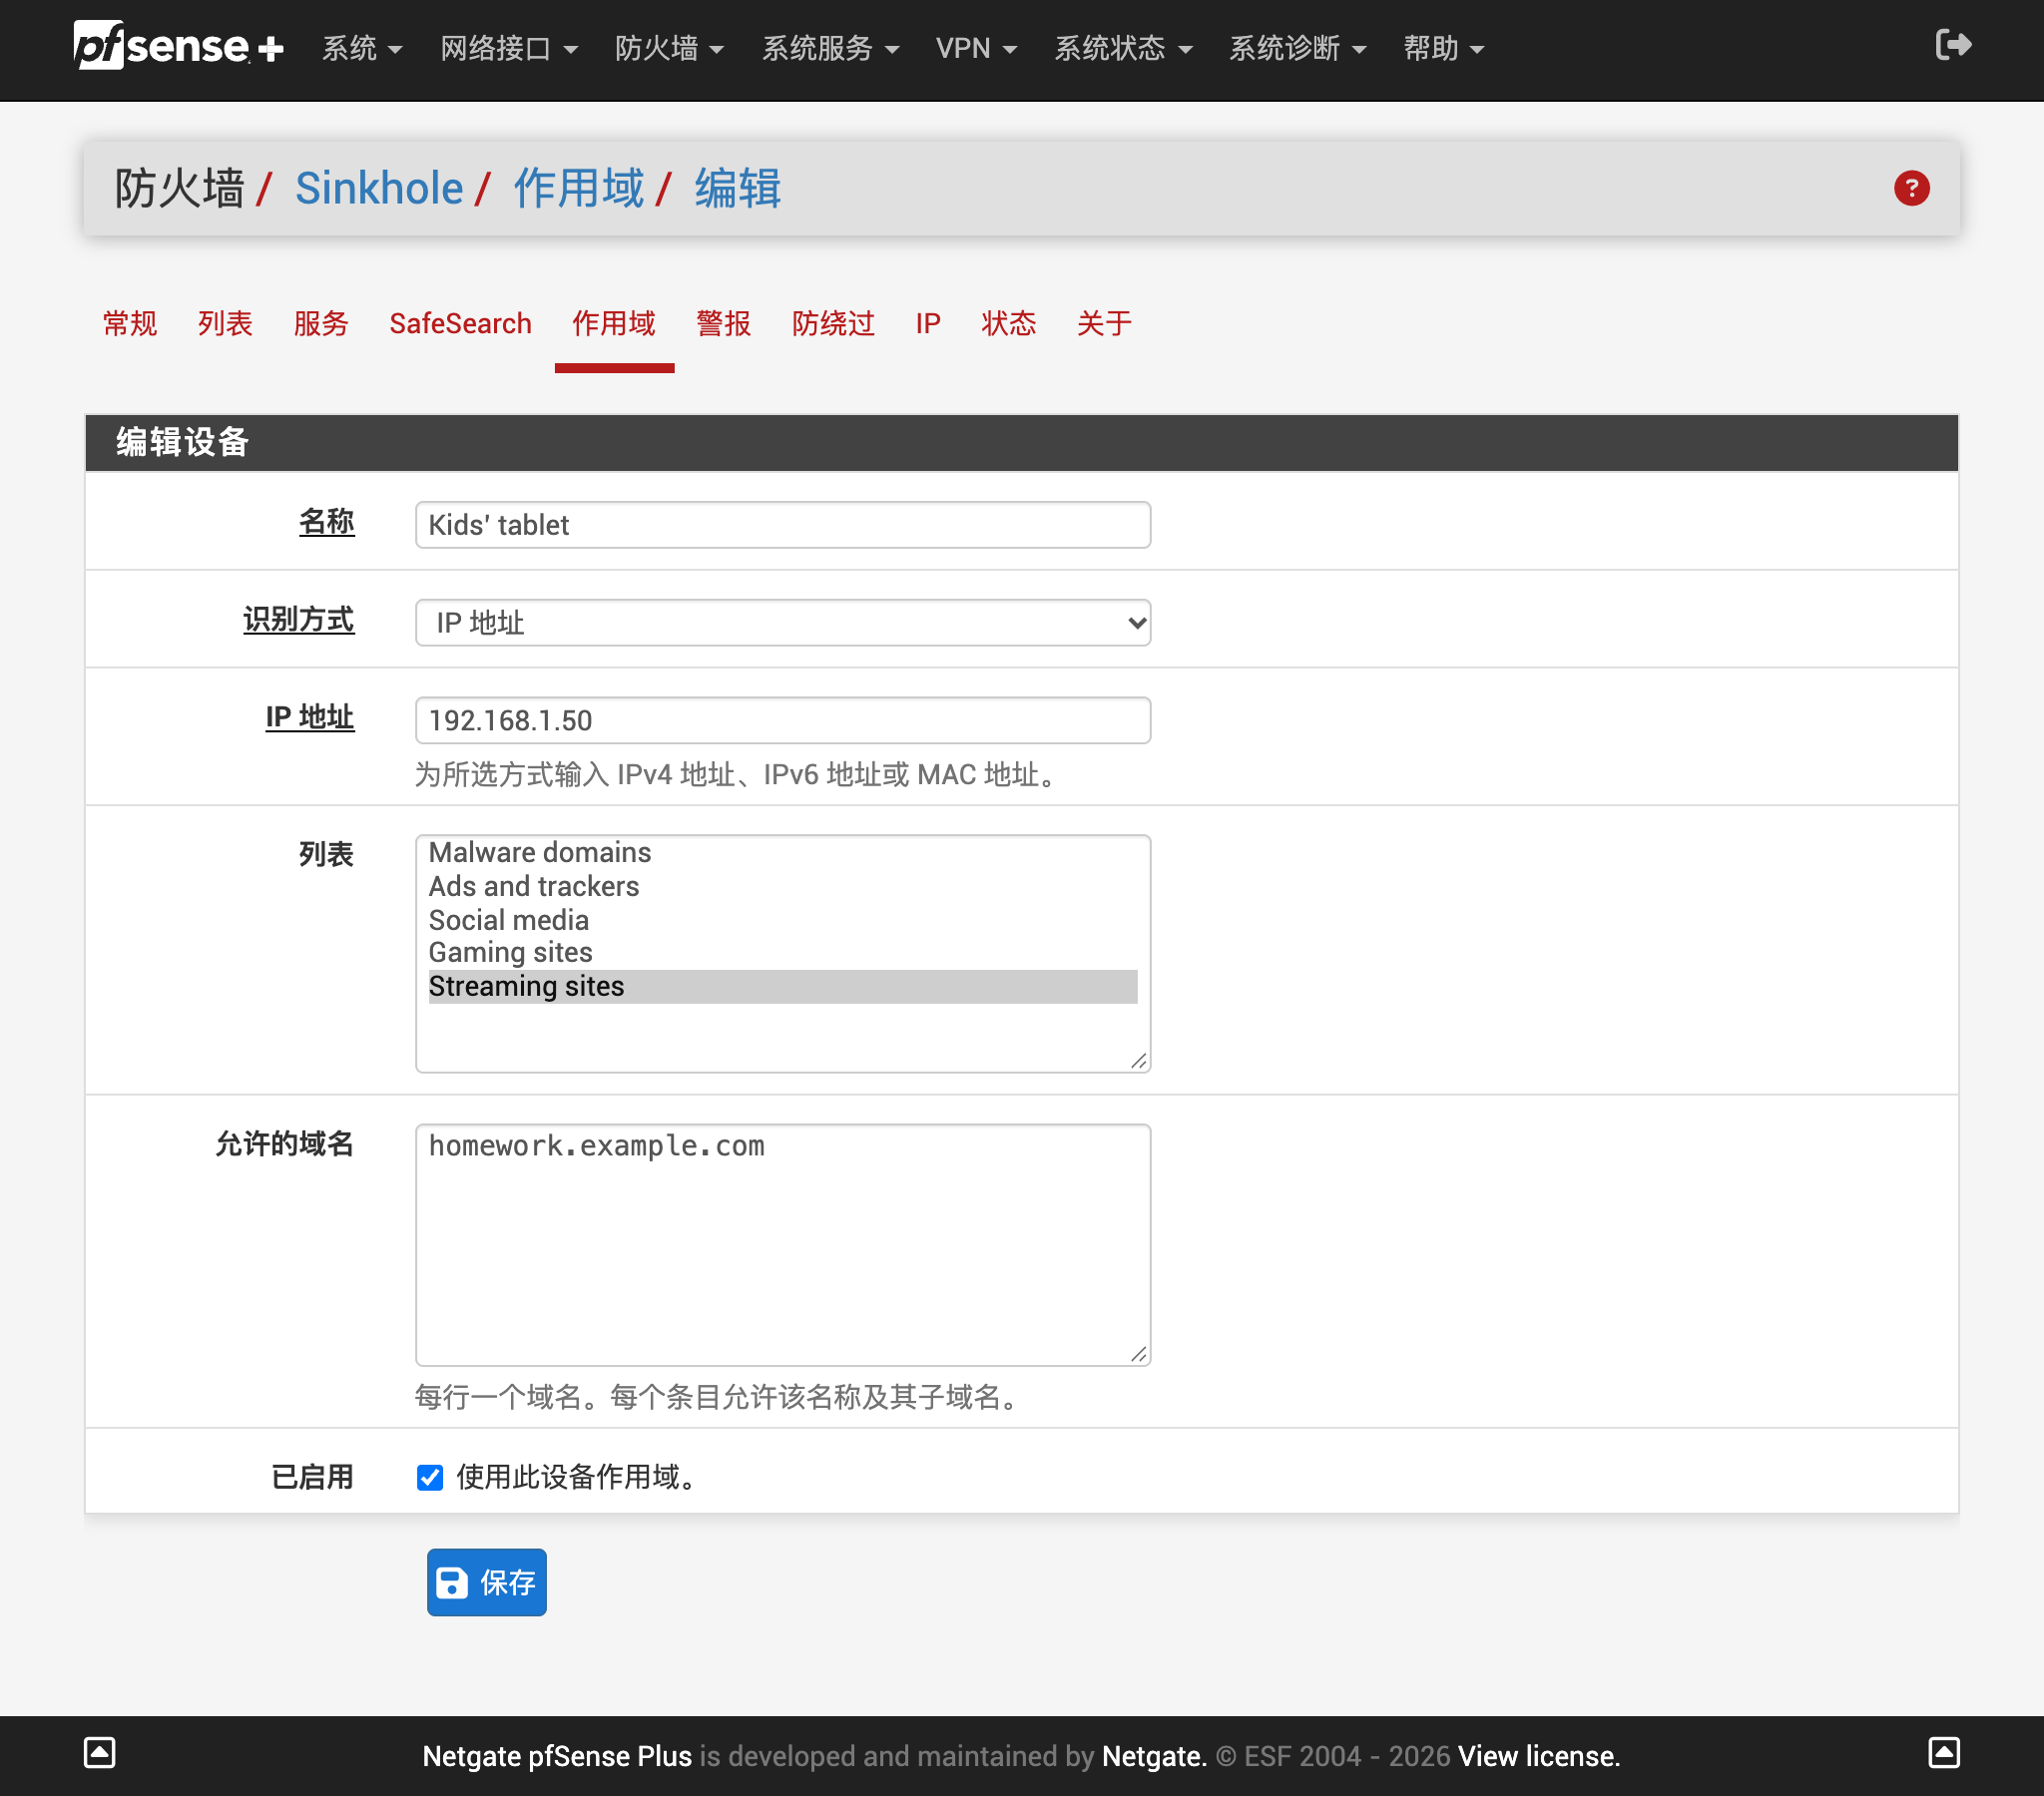 pfsense+ 系统 网络接口 防火墙 系统服务 VPN 系统状态 系统诊断 帮助
防火墙/ Sinkhole/ 作用域/ 编辑
常规 列表 服务 SafeSearch 作用域 警报 防绕过 IP 状态 关于
编辑设备
名称 Kids' tablet
识别方式 IP 地址
IP 地址 192.168.1.50
为所选方式输入 IPv4 地址、IPv6 地址或 MAC 地址。
列表 Malware domains
Ads and trackers
Social media
Gaming sites
Streaming sites
允许的域名 homework.example.com
每行一个域名。每个条目允许该名称及其子域名。
已启用 使用此设备作用域。
保存
Netgate pfSense Plus is developed and maintained by Netgate. © ESF 2004 - 2026 View license.